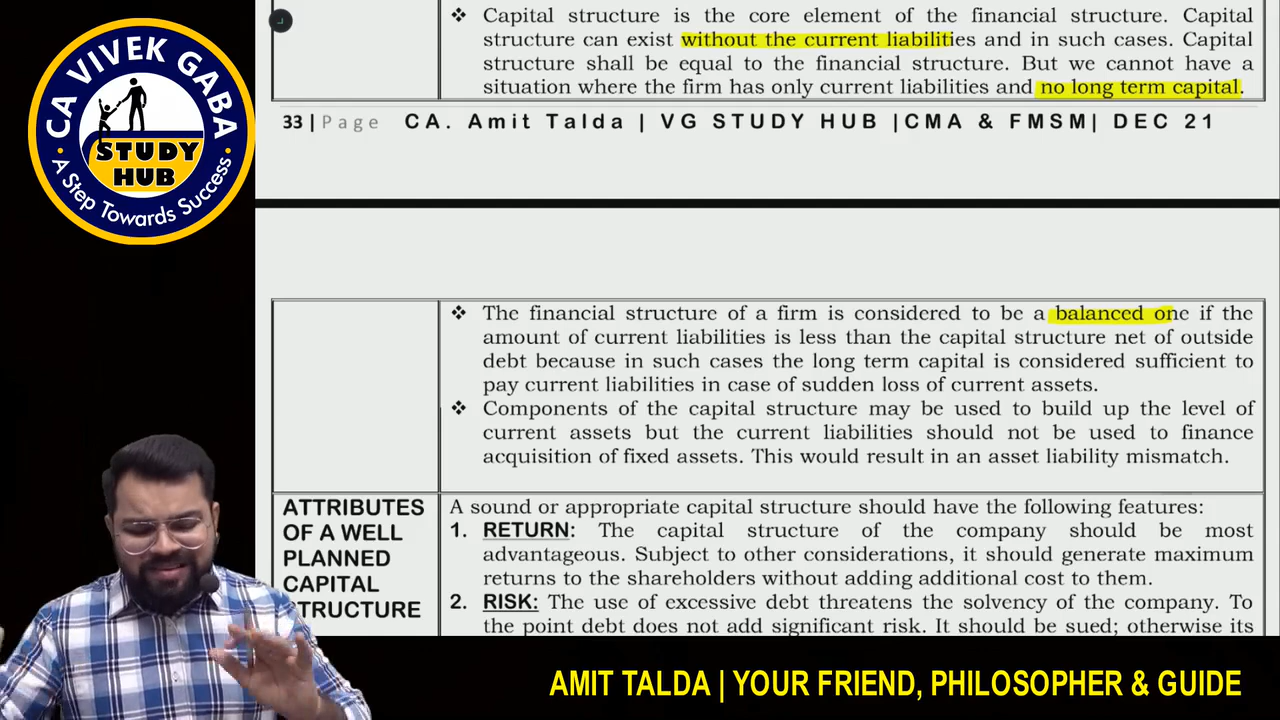 ❖ Capital structure is the core element of the financial structure. Capital
structure can exist without the current liabilities and in such cases. Capital
structure shall be equal to the financial structure. But we cannot have a
situation where the firm has only current liabilities and no long term capital.
33 | Page CA. Amit Talda | VG STUDY HUB |CMA & FMSM| DEC 21
CA VIVEK GABA
STUDY
HUB
A Step Towards Success
❖ The financial structure of a firm is considered to be a balanced one if the
amount of current liabilities is less than the capital structure net of outside
debt because in such cases the long term capital is considered sufficient to
pay current liabilities in case of sudden loss of current assets.
❖ Components of the capital structure may be used to build up the level of
current assets but the current liabilities should not be used to finance
acquisition of fixed assets. This would result in an asset liability mismatch.
ATTRIBUTES
OF A WELL
PLANNED
CAPITAL
STRUCTURE
A sound or appropriate capital structure should have the following features:
1. RETURN: The capital structure of the company should be most
advantageous. Subject to other considerations, it should generate maximum
returns to the shareholders without adding additional cost to them.
2. RISK: The use of excessive debt threatens the solvency of the company. To
the point debt does not add significant risk. It should be sued; otherwise its
AMIT TALDA | YOUR FRIEND, PHILOSOPHER & GUIDE